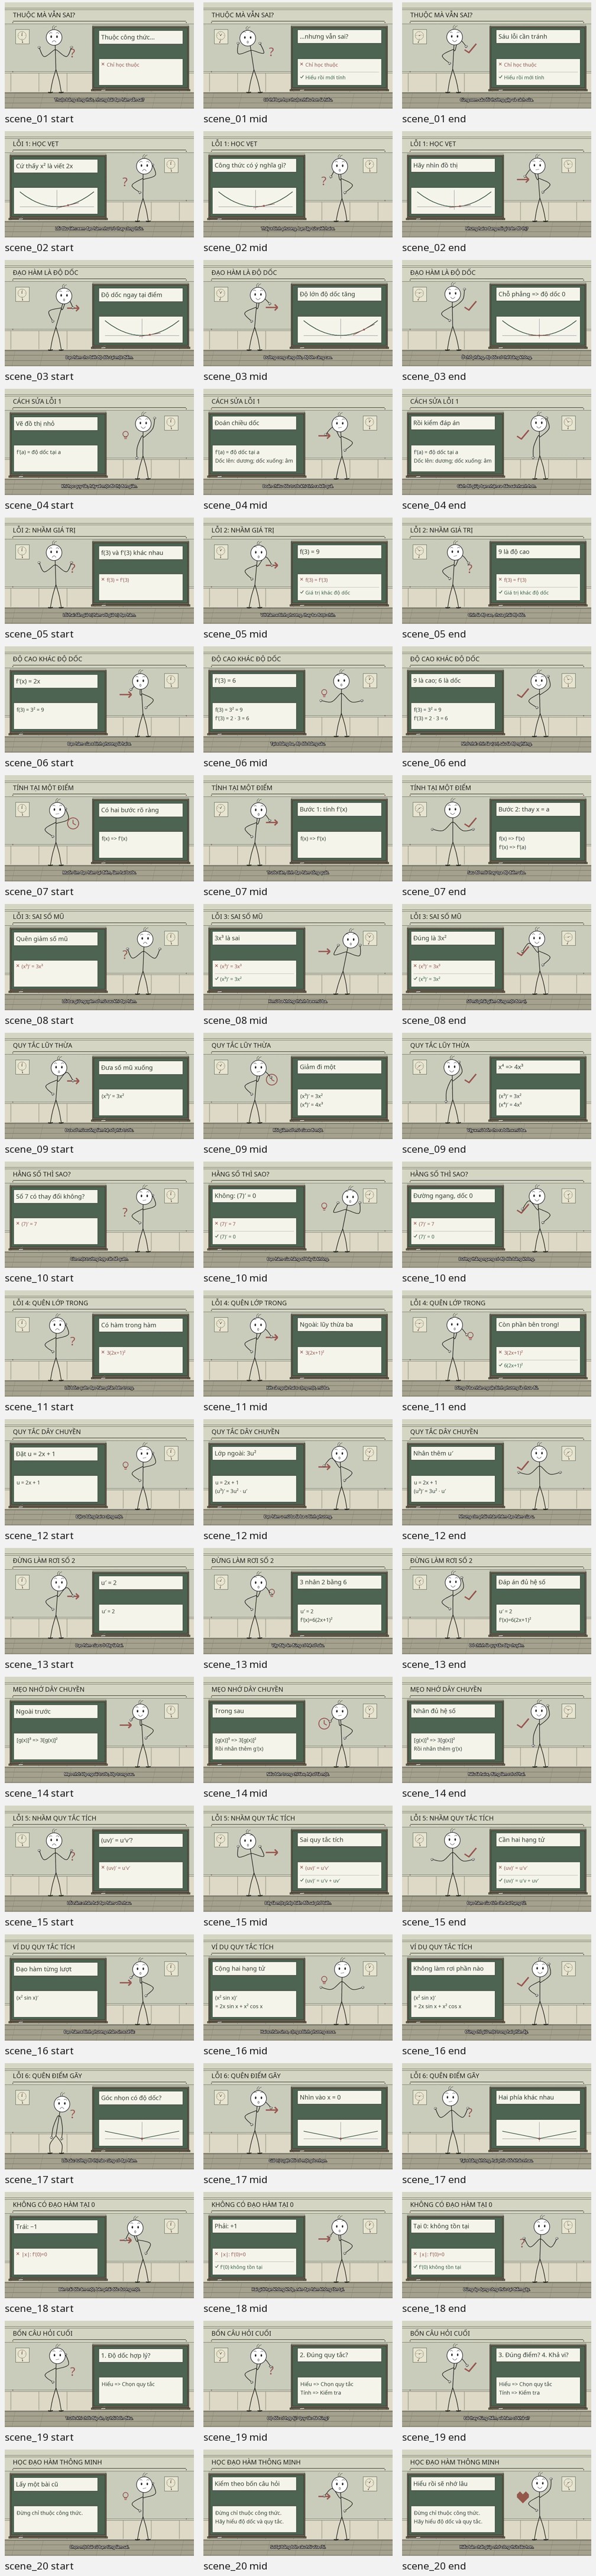 THUỘC MÀ VẪN SAI?
Thuộc công thức...
× Chỉ học thuộc
scene_01 start
THUỘC MÀ VẪN SAI?
...nhưng vẫn sai?
× Chỉ học thuộc
✓ Hiểu rồi mới tính
scene_01 mid
THUỘC MÀ VẪN SAI?
Sáu lỗi cần tránh
× Chỉ học thuộc
✓ Hiểu rồi mới tính
scene_01 end
LỖI 1: HỌC VẸT
Cứ thấy x² là viết 2x
scene_02 start
LỖI 1: HỌC VẸT
Công thức có ý nghĩa gì?
scene_02 mid
LỖI 1: HỌC VẸT
Hãy nhìn đồ thị
scene_02 end
ĐẠO HÀM LÀ ĐỘ DỐC
Độ dốc ngay tại điểm
scene_03 start
ĐẠO HÀM LÀ ĐỘ DỐC
Độ lớn độ dốc tăng
scene_03 mid
ĐẠO HÀM LÀ ĐỘ DỐC
Chỗ phẳng => độ dốc 0
scene_03 end
CÁCH SỬA LỖI 1
Vẽ đồ thị nhỏ
f'(a) = độ dốc tại a
scene_04 start
CÁCH SỬA LỖI 1
Đoán chiều dốc
f'(a) = độ dốc tại a
Dốc lên: dương; dốc xuống: âm
scene_04 mid
CÁCH SỬA LỖI 1
Rồi kiểm đáp án
f'(a) = độ dốc tại a
Dốc lên: dương; dốc xuống: âm
scene_04 end
LỖI 2: NHẦM GIÁ TRỊ
f(3) và f'(3) khác nhau
× f(3) = f'(3)
scene_05 start
LỖI 2: NHẦM GIÁ TRỊ
f(3) = 9
× f(3) = f'(3)
✓ Giá trị khác độ dốc
scene_05 mid
LỖI 2: NHẦM GIÁ TRỊ
9 là độ cao
× f(3) = f'(3)
✓ Giá trị khác độ dốc
scene_05 end
ĐỘ CAO KHÁC ĐỘ DỐC
f'(x) = 2x
f(3) = 3² = 9
scene_06 start
ĐỘ CAO KHÁC ĐỘ DỐC
f'(3) = 6
f(3) = 3² = 9
f'(3) = 2 · 3 = 6
scene_06 mid
ĐỘ CAO KHÁC ĐỘ DỐC
9 là cao; 6 là dốc
f(3) = 3² = 9
f'(3) = 2 · 3 = 6
scene_06 end
TÍNH TẠI MỘT ĐIỂM
Có hai bước rõ ràng
f(x) => f'(x)
scene_07 start
TÍNH TẠI MỘT ĐIỂM
Bước 1: tính f'(x)
f(x) => f'(x)
scene_07 mid
TÍNH TẠI MỘT ĐIỂM
Bước 2: thay x = a
f(x) => f'(x)
f'(x) => f'(a)
scene_07 end
LỖI 3: SAI SỐ MŨ
Quên giảm số mũ
× (x³)' = 3x³
scene_08 start
LỖI 3: SAI SỐ MŨ
3x³ là sai
× (x³)' = 3x³
✓ (x³)' = 3x²
scene_08 mid
LỖI 3: SAI SỐ MŨ
Đúng là 3x²
× (x³)' = 3x³
✓ (x³)' = 3x²
scene_08 end
QUY TẮC LŨY THỪA
Đưa số mũ xuống
(x³)' = 3x²
scene_09 start
QUY TẮC LŨY THỪA
Giảm đi một
(x³)' = 3x²
(x⁴)' = 4x³
scene_09 mid
QUY TẮC LŨY THỪA
x⁴ => 4x³
(x³)' = 3x²
(x⁴)' = 4x³
scene_09 end
HẰNG SỐ THÌ SAO?
Số 7 có thay đổi không?
× (7)' = 7
scene_10 start
HẰNG SỐ THÌ SAO?
Không: (7)' = 0
× (7)' = 7
✓ (7)' = 0
scene_10 mid
HẰNG SỐ THÌ SAO?
Đường ngang, dốc 0
× (7)' = 7
✓ (7)' = 0
scene_10 end
LỖI 4: QUÊN LỚP TRONG
Có hàm trong hàm
× 3(2x+1)²
scene_11 start
LỖI 4: QUÊN LỚP TRONG
Ngoài: lũy thừa ba
× 3(2x+1)²
scene_11 mid
LỖI 4: QUÊN LỚP TRONG
Còn phần bên trong!
× 3(2x+1)²
✓ 6(2x+1)²
scene_11 end
QUY TẮC DÂY CHUYỀN
Đặt u = 2x + 1
u = 2x + 1
scene_12 start
QUY TẮC DÂY CHUYỀN
Lớp ngoài: 3u²
u = 2x + 1
(u³)' = 3u² · u'
scene_12 mid
QUY TẮC DÂY CHUYỀN
Nhân thêm u'
u = 2x + 1
(u³)' = 3u² · u'
scene_12 end
ĐỪNG LÀM RƠI SỐ 2
u' = 2
u' = 2
scene_13 start
ĐỪNG LÀM RƠI SỐ 2
3 nhân 2 bằng 6
u' = 2
f'(x)=6(2x+1)²
scene_13 mid
ĐỪNG LÀM RƠI SỐ 2
Đáp án đủ hệ số
u' = 2
f'(x)=6(2x+1)²
scene_13 end
MẸO NHỚ DÂY CHUYỀN
Ngoài trước
[g(x)]³ => 3[g(x)]²
scene_14 start
MẸO NHỚ DÂY CHUYỀN
Trong sau
[g(x)]³ => 3[g(x)]²
Rồi nhân thêm g'(x)
scene_14 mid
MẸO NHỚ DÂY CHUYỀN
Nhân đủ hệ số
[g(x)]³ => 3[g(x)]²
Rồi nhân thêm g'(x)
scene_14 end
LỖI 5: NHẦM QUY TẮC TÍCH
(uv)' = u'v'?
× (uv)' = u'v'
scene_15 start
LỖI 5: NHẦM QUY TẮC TÍCH
Sai quy tắc tích
× (uv)' = u'v'
✓ (uv)' = u'v + uv'
scene_15 mid
LỖI 5: NHẦM QUY TẮC TÍCH
Cần hai hạng tử
× (uv)' = u'v'
✓ (uv)' = u'v + uv'
scene_15 end
VÍ DỤ QUY TẮC TÍCH
Đạo hàm từng lượt
(x² sin x)'
scene_16 start
VÍ DỤ QUY TẮC TÍCH
Cộng hai hạng tử
(x² sin x)'
= 2x sin x + x² cos x
scene_16 mid
VÍ DỤ QUY TẮC TÍCH
Không làm rơi phần nào
(x² sin x)'
= 2x sin x + x² cos x
scene_16 end
LỖI 6: QUÊN ĐIỂM GÃY
Góc nhọn có độ dốc?
scene_17 start
LỖI 6: QUÊN ĐIỂM GÃY
Nhìn vào x = 0
scene_17 mid
LỖI 6: QUÊN ĐIỂM GÃY
Hai phía khác nhau
scene_17 end
KHÔNG CÓ ĐẠO HÀM TẠI 0
Trái: −1
× |x|: f'(0)=0
scene_18 start
KHÔNG CÓ ĐẠO HÀM TẠI 0
Phải: +1
× |x|: f'(0)=0
✓ f'(0) không tồn tại
scene_18 mid
KHÔNG CÓ ĐẠO HÀM TẠI 0
Tại 0: không tồn tại
× |x|: f'(0)=0
✓ f'(0) không tồn tại
scene_18 end
BỐN CÂU HỎI CUỐI
1. Độ dốc hợp lý?
Hiểu => Chọn quy tắc
scene_19 start
BỐN CÂU HỎI CUỐI
2. Đúng quy tắc?
Hiểu => Chọn quy tắc
Tính => Kiểm tra
scene_19 mid
BỐN CÂU HỎI CUỐI
3. Đúng điểm? 4. Khả vi?
Hiểu => Chọn quy tắc
Tính => Kiểm tra
scene_19 end
HỌC ĐẠO HÀM THÔNG MINH
Lấy một bài cũ
Đừng chỉ thuộc công thức.
scene_20 start
HỌC ĐẠO HÀM THÔNG MINH
Kiểm theo bốn câu hỏi
Đừng chỉ thuộc công thức.
Hãy hiểu độ dốc và quy tắc.
scene_20 mid
HỌC ĐẠO HÀM THÔNG MINH
Hiểu rồi sẽ nhớ lâu
Đừng chỉ thuộc công thức.
Hãy hiểu độ dốc và quy tắc.
scene_20 end